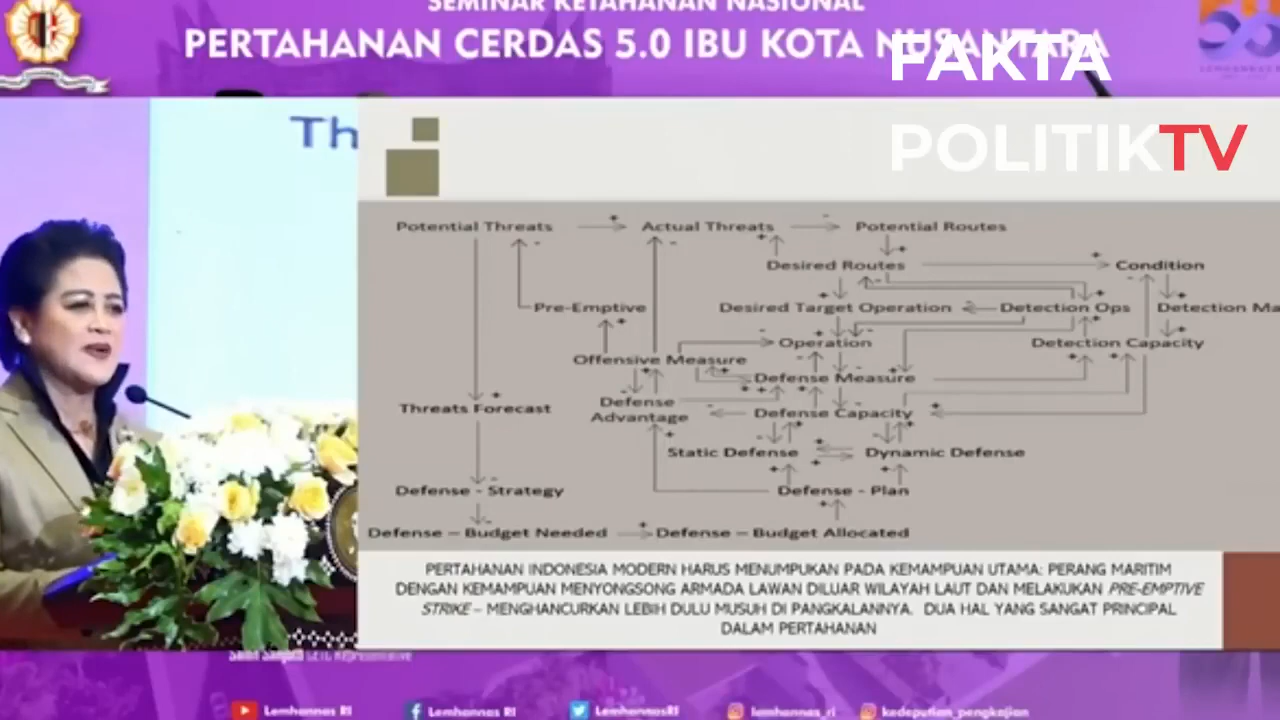 SEMINAR KETAHANAN NASIONAL
PERTAHANAN CERDAS 5.0 IBU KOTA NUSANTARA
FAKTA
POLITIKTV
Th
Potential Threats + Actual Threats - Potential Routes
Desired Routes + Condition
Pre-Emptive Desired Target Operation Detection Ops Detection Ma
Operation Detection Capacity
Offensive Measure
Defense Measure
Threats Forecast Defense Advantage Defense Capacity
Static Defense Dynamic Defense
Defense - Strategy Defense - Plan
Defense – Budget Needed + Defense – Budget Allocated
PERTAHANAN INDONESIA MODERN HARUS MENUMPUKAN PADA KEMAMPUAN UTAMA: PERANG MARITIM
DENGAN KEMAMPUAN MENYONGSONG ARMADA LAWAN DILUAR WILAYAH LAUT DAN MELAKUKAN PRE-EMPTIVE
STRIKE – MENGHANCURKAN LEBIH DULU MUSUH DI PANGKALANNYA. DUA HAL YANG SANGAT PRINCIPAL
DALAM PERTAHANAN
Lemhannas RI Lemhannas RI LemhannasRI lemhannas_ri kedeputian_pengkajian